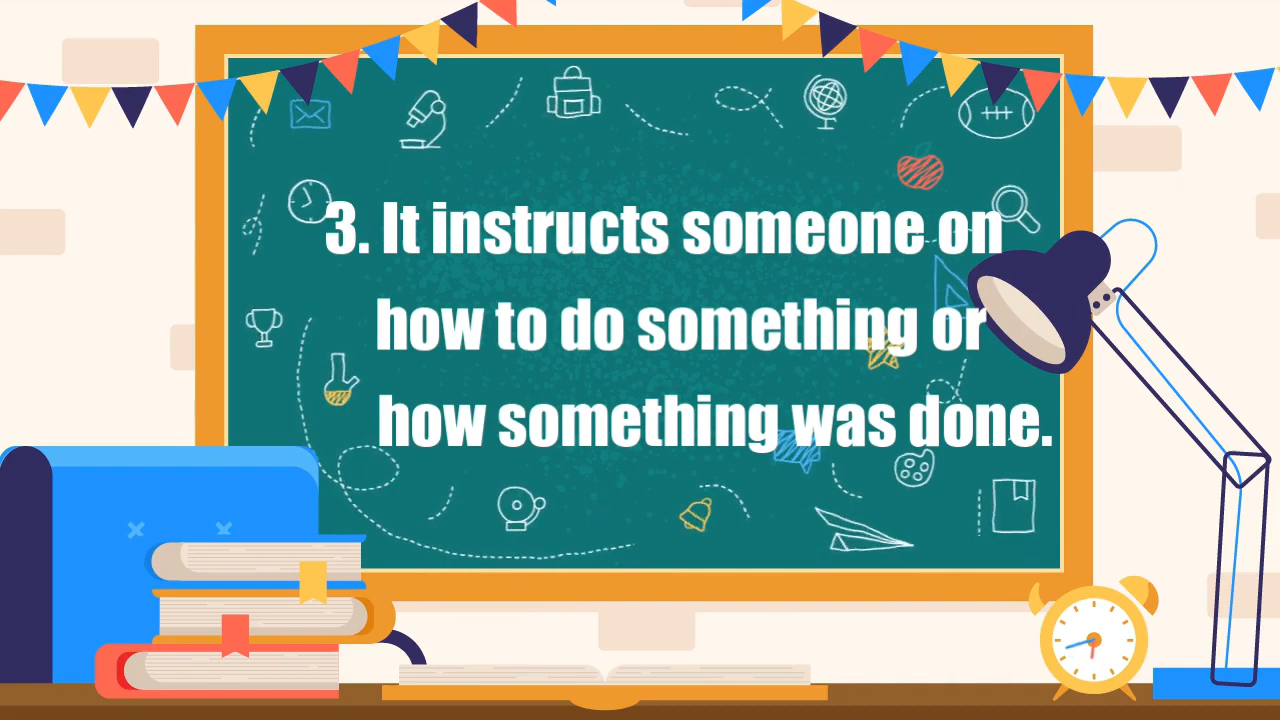 3. It instructs someone on
how to do something or
how something was done.